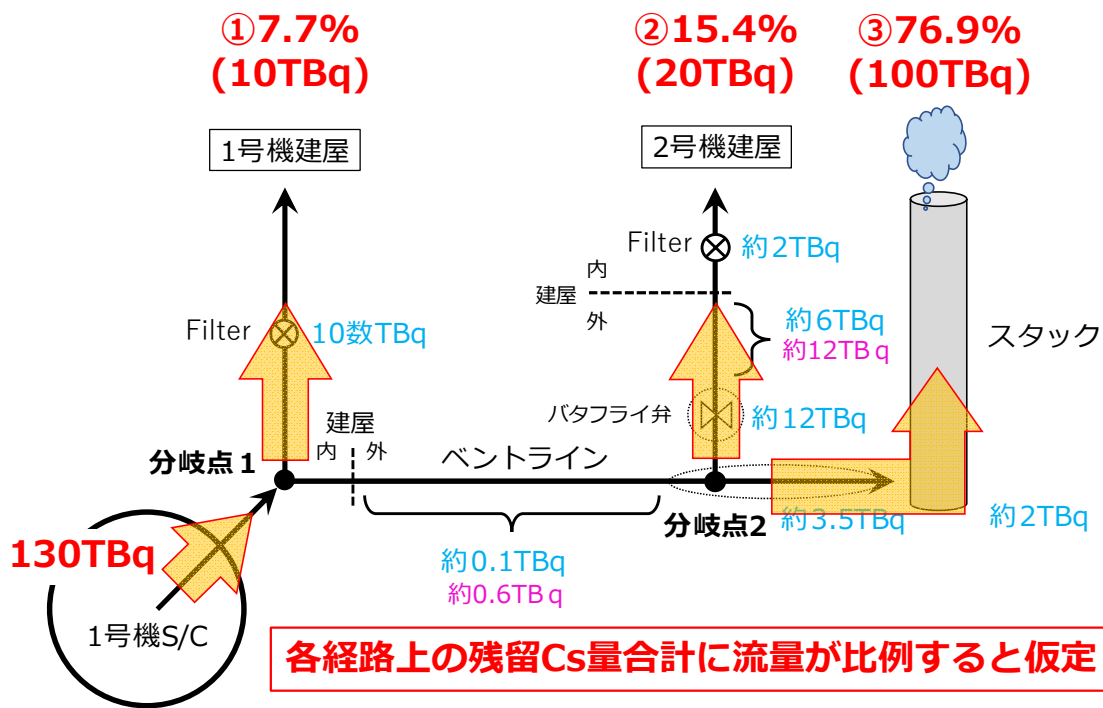 ①7.7%
(10TBq)
②15.4%
(20TBq)
③76.9%
(100TBq)
1号機建屋
2号機建屋
Filter
約2TBq
内
建屋
外
Filter
10数TBq
約6TBq
約12TBq
スタック
バタフライ弁
約12TBq
建屋
内 外
分岐点1
ベントライン
分岐点2
約3.5TBq
約2TBq
130TBq
約0.1TBq
約0.6TBq
1号機S/C
各経路上の残留Cs量合計に流量が比例すると仮定